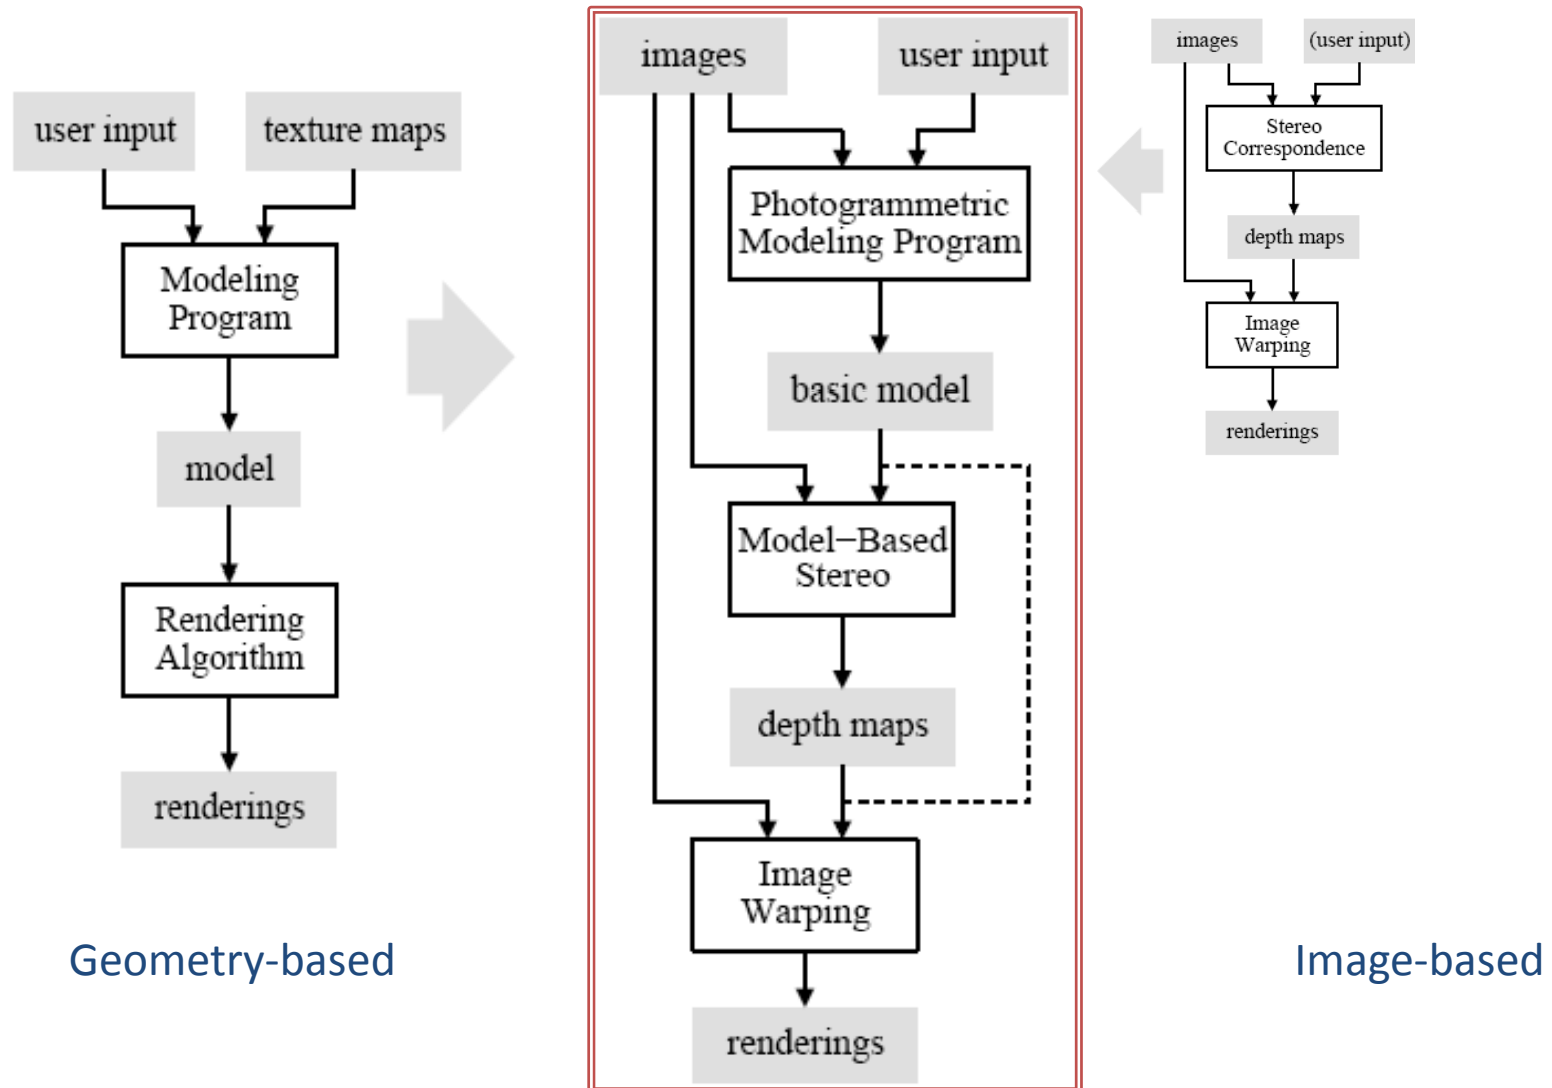 user input
texture maps
Modeling
Program
model
Rendering
Algorithm
renderings
Geometry-based
images
user input
Photogrammetric
Modeling Program
basic model
Model−Based
Stereo
depth maps
Image
Warping
renderings
images
(user input)
Stereo
Correspondence
depth maps
Image
Warping
renderings
Image-based